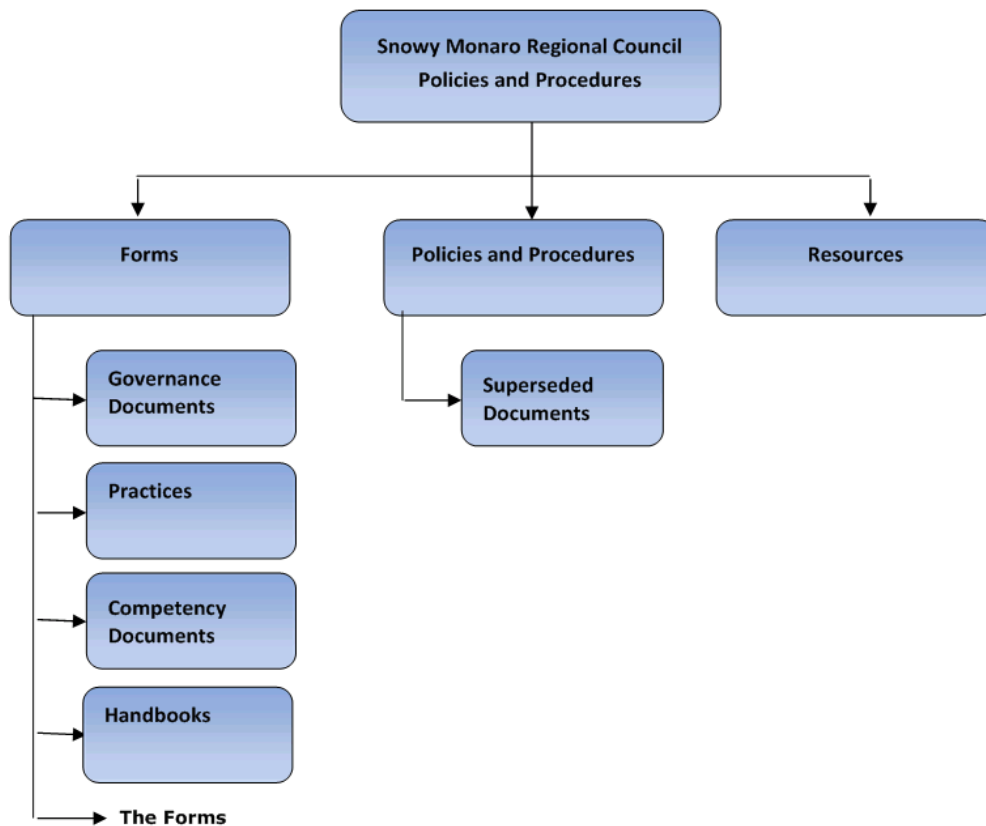 Snowy Monaro Regional Council
Policies and Procedures
Forms
Policies and Procedures
Resources
Governance
Documents
Superseded
Documents
Practices
Competency
Documents
Handbooks
The Forms